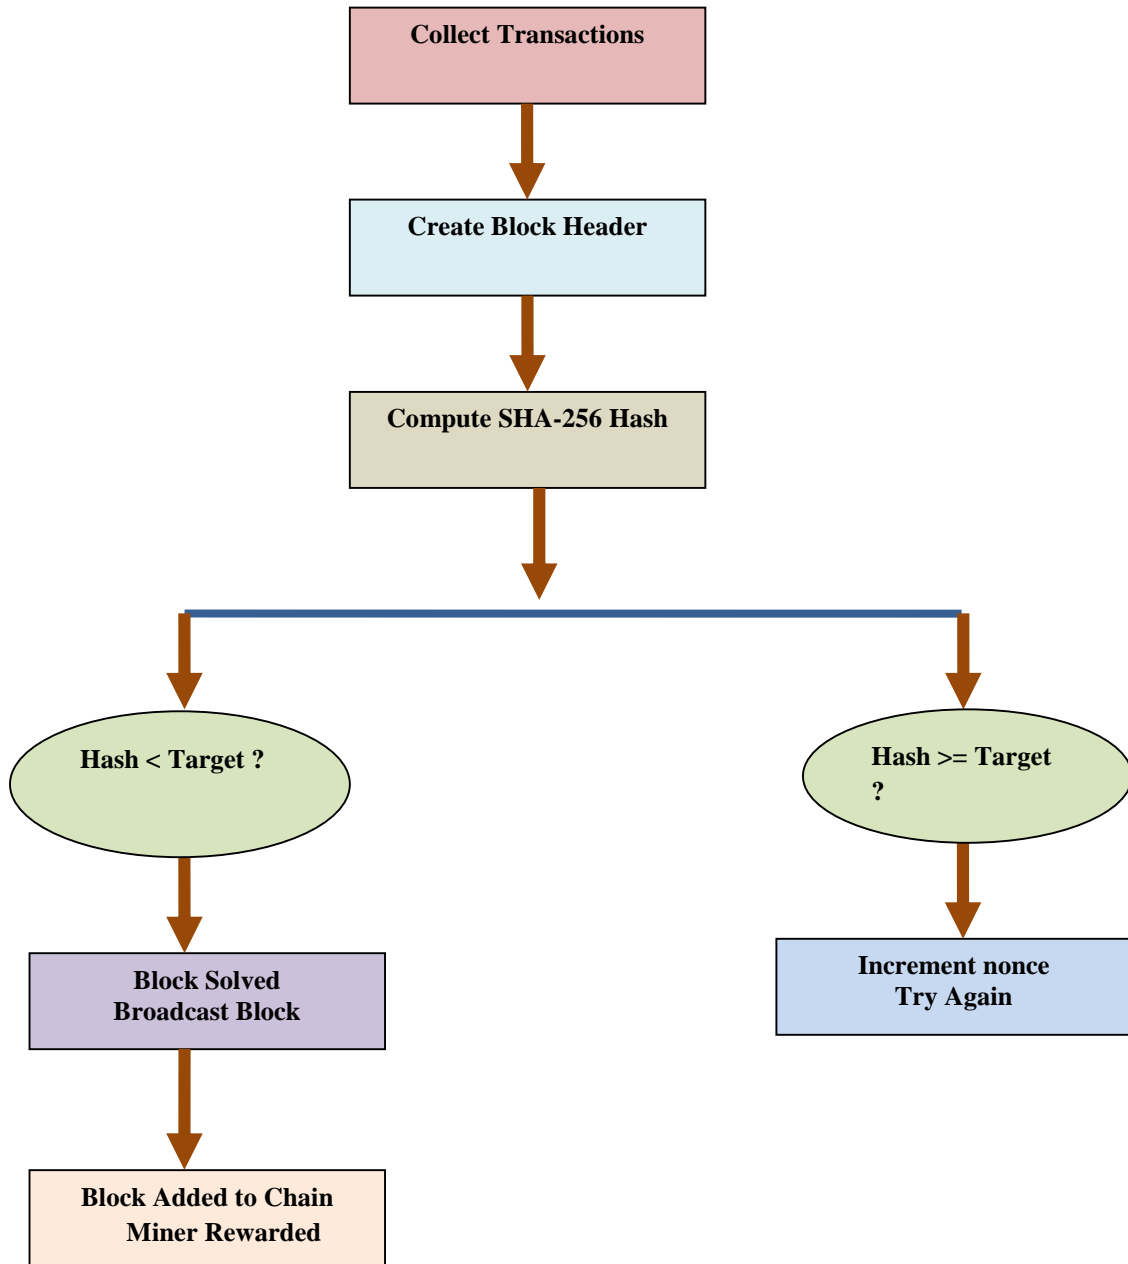 Collect Transactions
Create Block Header
Compute SHA-256 Hash
Hash < Target ?
Hash >= Target
?
Block Solved
Broadcast Block
Increment nonce
Try Again
Block Added to Chain
Miner Rewarded